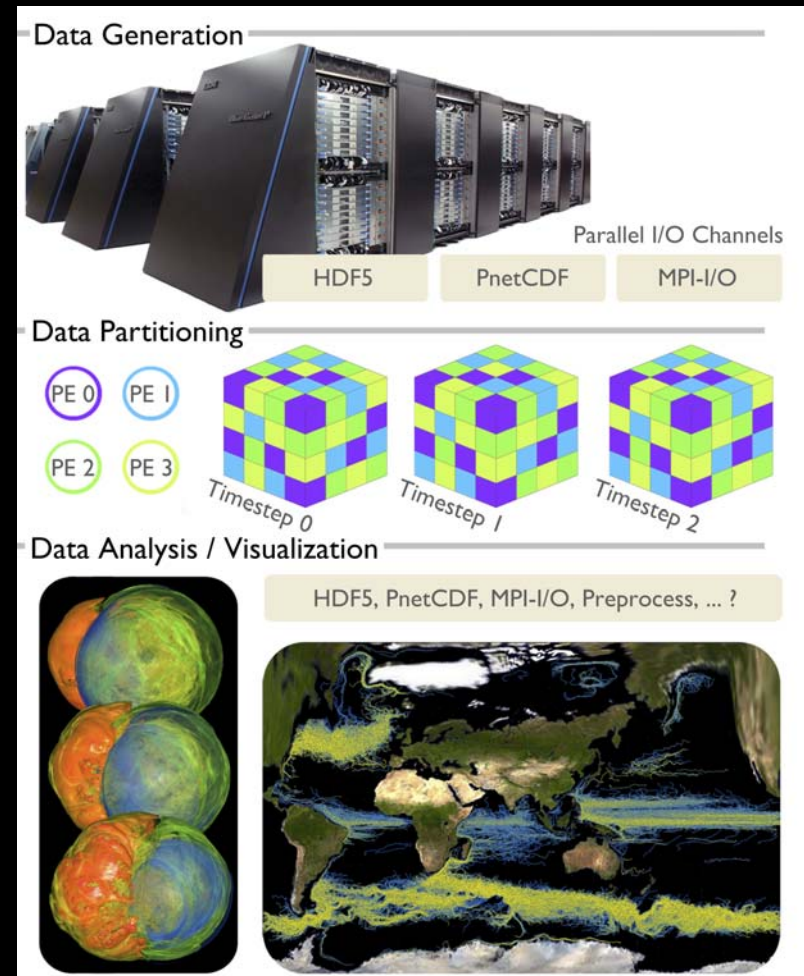 Data Generation
Parallel I/O Channels
HDF5 PnetCDF MPI-I/O
Data Partitioning
PE 0 PE 1
PE 2 PE 3
Timestep 0 Timestep 1 Timestep 2
Data Analysis / Visualization
HDF5, PnetCDF, MPI-I/O, Preprocess, ... ?